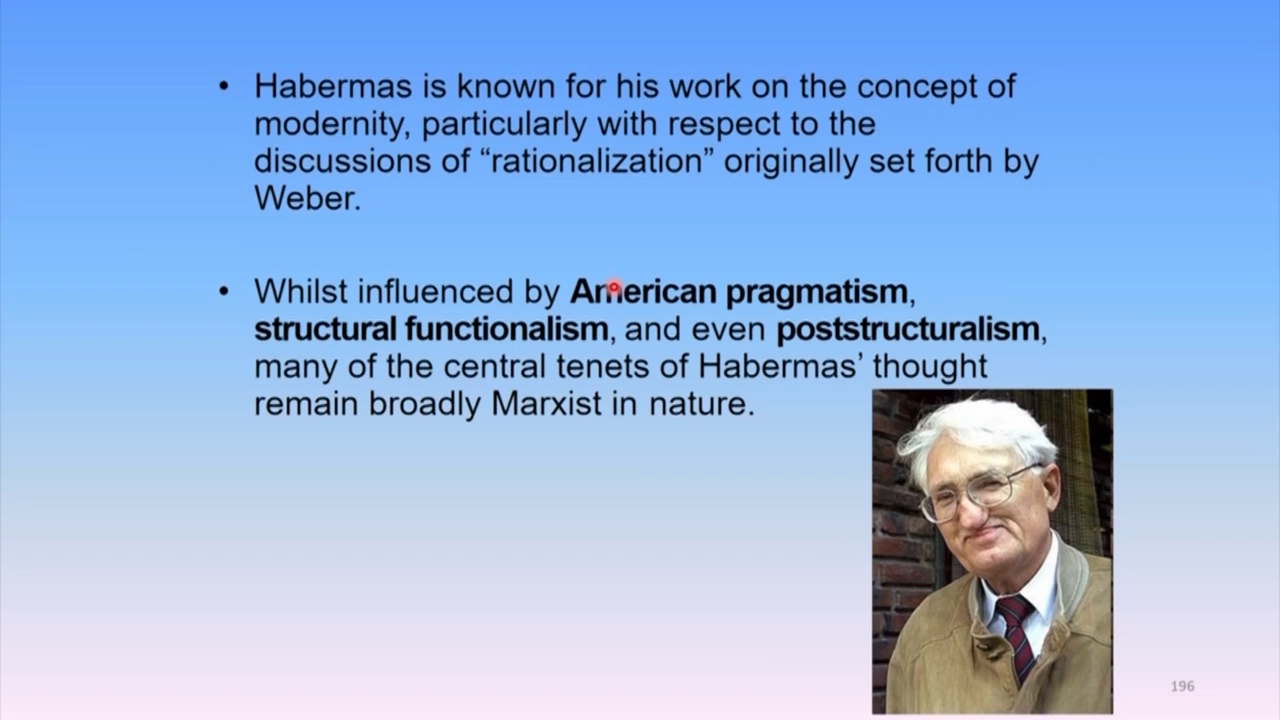 • Habermas is known for his work on the concept of
modernity, particularly with respect to the
discussions of “rationalization” originally set forth by
Weber.
• Whilst influenced by American pragmatism,
structural functionalism, and even poststructuralism,
many of the central tenets of Habermas’ thought
remain broadly Marxist in nature.
196